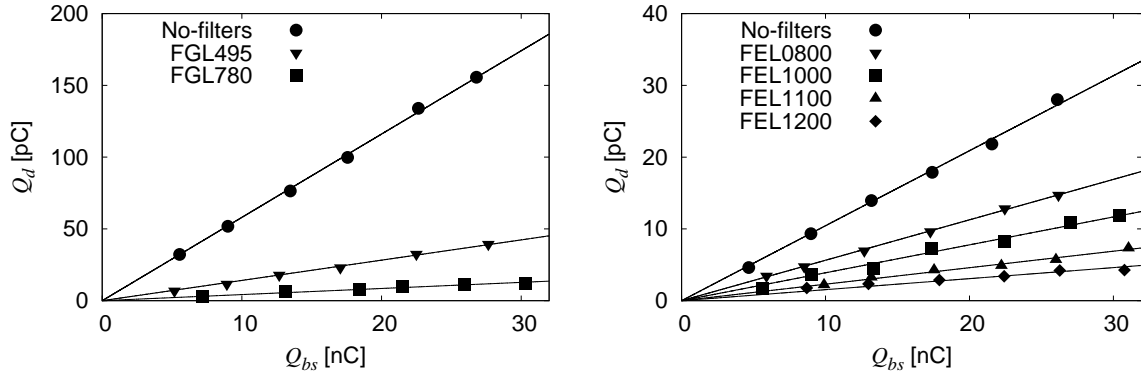 200
150
100
50
0
Q_d [pC]
No-filters
FGL495
FGL780
0 10 20 30
Q_bs [nC]
40
30
20
10
0
Q_d [pC]
No-filters
FEL0800
FEL1000
FEL1100
FEL1200
0 10 20 30
Q_bs [nC]